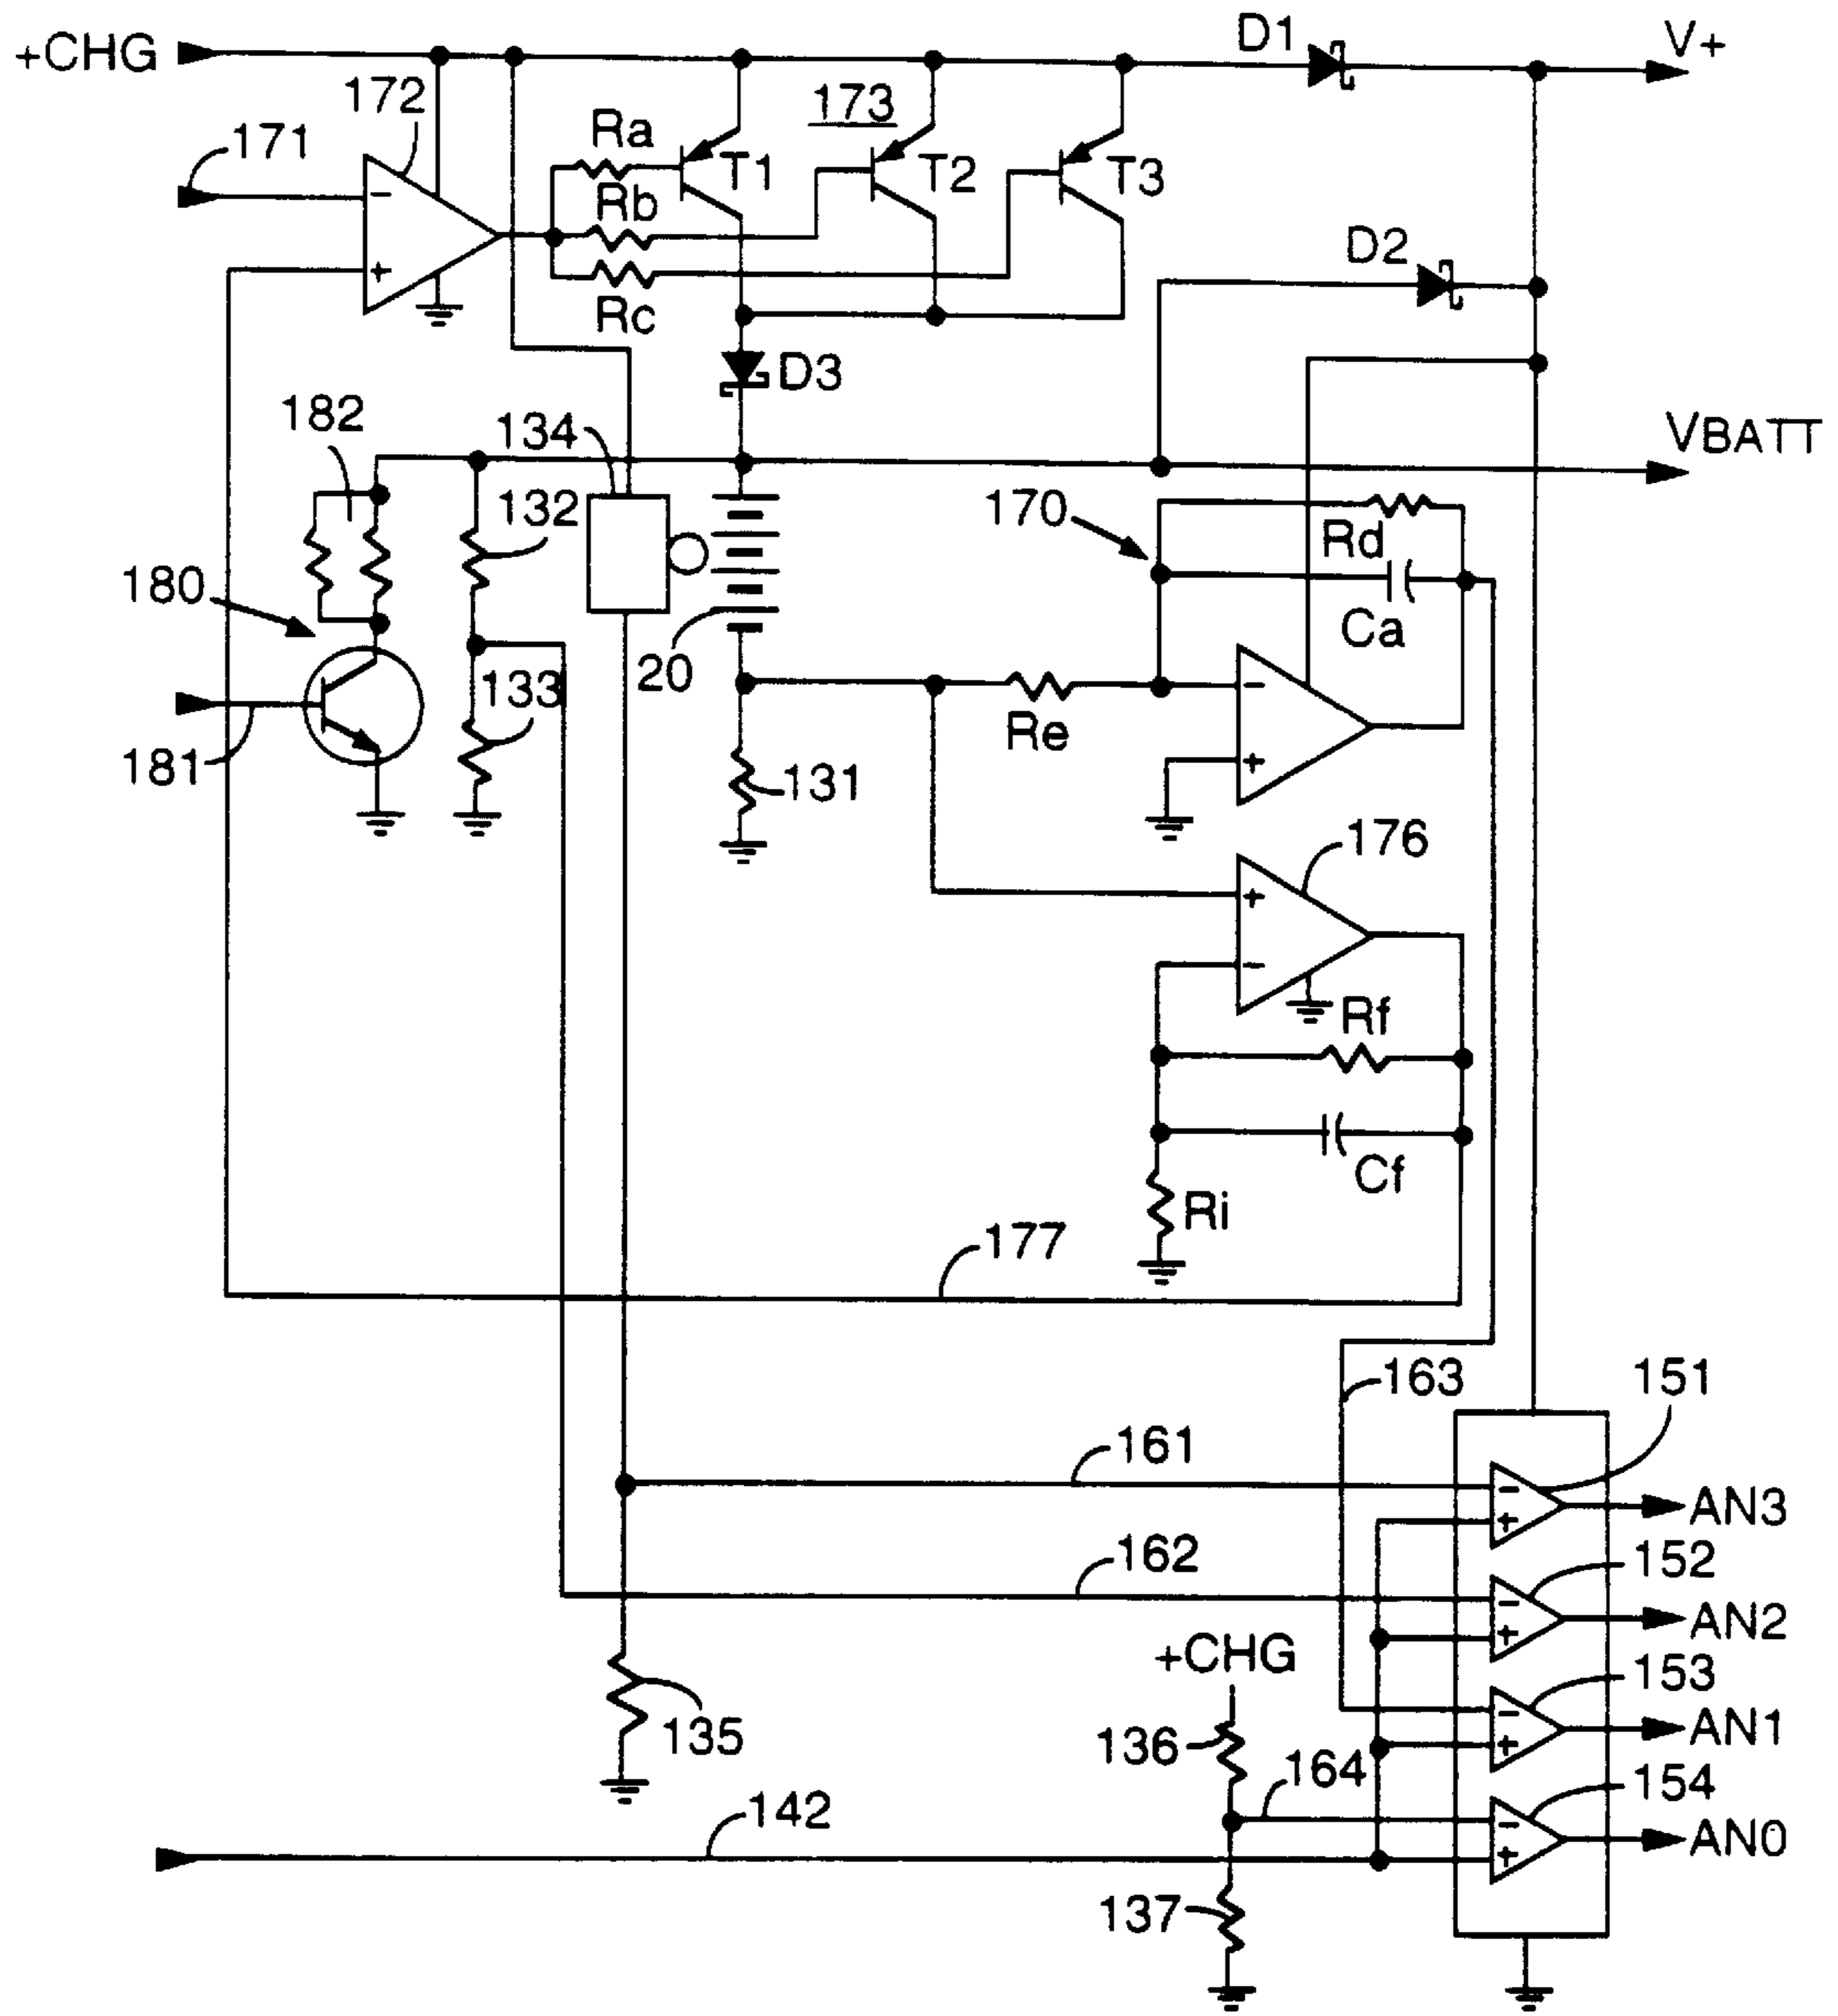 +CHG
D1
V+
172
173
171
Ra
T1
T2
T3
Rb
Rc
D2
-
+
D3
182
134
VBATT
132
170
Rd
180
Ca
133
20
Re
-
+
181
131
176
+
-
Rf
Cf
Ri
177
163
151
161
-
+
AN3
162
152
-
+
AN2
+CHG
153
-
+
AN1
135
136
164
154
-
+
AN0
142
137